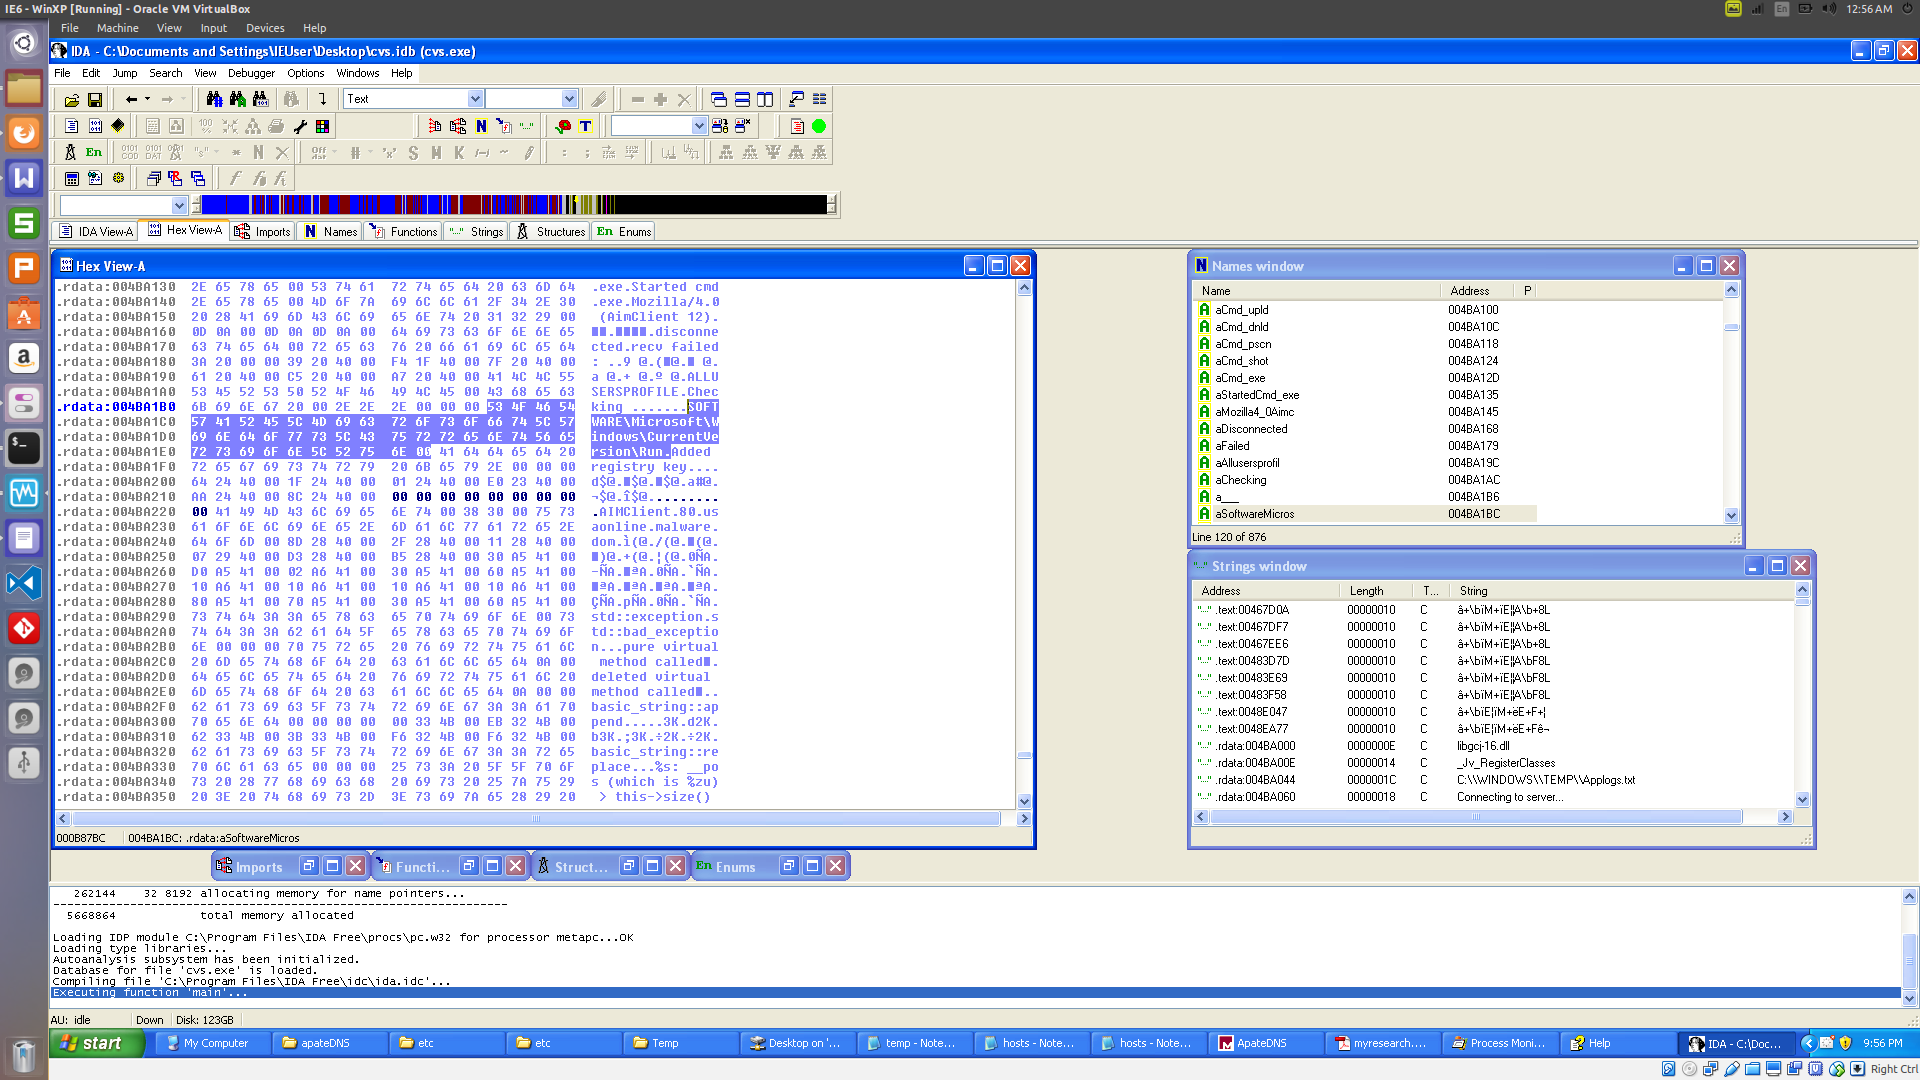 IE6 - WinXP [Running] - Oracle VM VirtualBox
En
12:56 AM
File Machine View Input Devices Help
IDA - C:\Documents and Settings\IEUser\Desktop\cvs.idb (cvs.exe)
File Edit Jump Search View Debugger Options Windows Help
Text
En
IDA View-A Hex View-A Imports Names Functions Strings Structures En Enums
Hex View-A
.rdata:004BA130 2E 65 78 65 00 53 74 61 72 74 65 64 20 63 6D 64 .exe.Started cmd
.rdata:004BA140 2E 65 78 65 00 4D 6F 7A 69 6C 6C 61 2F 34 2E 30 .exe.Mozilla/4.0
.rdata:004BA150 20 28 41 69 6D 43 6C 69 65 6E 74 20 31 32 29 00 (AimClient 12).
.rdata:004BA160 0D 0A 00 0D 0A 0D 0A 00 64 69 73 63 6F 6E 6E 65 .disconne
.rdata:004BA170 63 74 65 64 00 72 65 63 76 20 66 61 69 6C 65 64 cted.recv failed
.rdata:004BA180 3A 20 00 00 39 20 40 00 F4 1F 40 00 7F 20 40 00
.rdata:004BA190 61 20 40 00 C5 20 40 00 A7 20 40 00 41 4C 4C 55 a @.+ @.º @.ALLU
.rdata:004BA1A0 53 45 52 53 50 52 4F 46 49 4C 45 00 43 68 65 63 SERSPROFILE.Chec
.rdata:004BA1B0 6B 69 6E 67 20 00 2E 2E 2E 00 00 00 53 4F 46 54 king .......SOFT
.rdata:004BA1C0 57 41 52 45 5C 4D 69 63 72 6F 73 6F 66 74 5C 57 WARE\Microsoft\W
.rdata:004BA1D0 69 6E 64 6F 77 73 5C 43 75 72 72 65 6E 74 56 65 indows\CurrentVe
.rdata:004BA1E0 72 73 69 6F 6E 5C 52 75 6E 00 41 64 64 65 64 20 rsion\Run.Added
.rdata:004BA1F0 72 65 67 69 73 74 72 79 20 6B 65 79 2E 00 00 00 registry key....
.rdata:004BA200 64 24 40 00 1F 24 40 00 01 24 40 00 E0 23 40 00
.rdata:004BA210 AA 24 40 00 8C 24 40 00 00 00 00 00 00 00 00 00 ¬$@.î$@.........
.rdata:004BA220 00 41 49 4D 43 6C 69 65 6E 74 00 38 30 00 75 73 .AIMClient.80.us
.rdata:004BA230 61 6F 6E 6C 69 6E 65 2E 6D 61 6C 77 61 72 65 2E aonline.malware.
.rdata:004BA240 64 6F 6D 00 8D 28 40 00 2F 28 40 00 11 28 40 00
.rdata:004BA250 07 29 40 00 D3 28 40 00 B5 28 40 00 30 A5 41 00
.rdata:004BA260 D0 A5 41 00 02 A6 41 00 30 A5 41 00 60 A5 41 00
.rdata:004BA270 10 A6 41 00 10 A6 41 00 10 A6 41 00 10 A6 41 00
.rdata:004BA280 80 A5 41 00 70 A5 41 00 30 A5 41 00 60 A5 41 00 ÇÑA.pÑA.0ÑA.`ÑA.
.rdata:004BA290 73 74 64 3A 3A 65 78 63 65 70 74 69 6F 6E 00 73 std::exception.s
.rdata:004BA2A0 74 64 3A 3A 62 61 64 5F 65 78 63 65 70 74 69 6F td::bad_exceptio
.rdata:004BA2B0 6E 00 00 00 70 75 72 65 20 76 69 72 74 75 61 6C n...pure virtual
.rdata:004BA2C0 20 6D 65 74 68 6F 64 20 63 61 6C 6C 65 64 0A 00 method called
.rdata:004BA2D0 64 65 6C 65 74 65 64 20 76 69 72 74 75 61 6C 20 deleted virtual
.rdata:004BA2E0 6D 65 74 68 6F 64 20 63 61 6C 6C 65 64 0A 00 00 method called
.rdata:004BA2F0 62 61 73 69 63 5F 73 74 72 69 6E 67 3A 3A 61 70 basic_string::ap
.rdata:004BA300 70 65 6E 64 00 00 00 00 00 33 4B 00 EB 32 4B 00 pend.....3K.d2K.
.rdata:004BA310 62 33 4B 00 3B 33 4B 00 F6 32 4B 00 F6 32 4B 00 b3K.;3K.÷2K.÷2K.
.rdata:004BA320 62 61 73 69 63 5F 73 74 72 69 6E 67 3A 3A 72 65 basic_string::re
.rdata:004BA330 70 6C 61 63 65 00 00 00 25 73 3A 20 5F 5F 70 6F place...%s: __po
.rdata:004BA340 73 20 28 77 68 69 63 68 20 69 73 20 25 7A 75 29 s (which is %zu)
.rdata:004BA350 20 3E 20 74 68 69 73 2D 3E 73 69 7A 65 28 29 20 > this->size()
000B87BC 004BA1BC: .rdata:aSoftwareMicros
Names window
Name Address P
aCmd_upld 004BA100
aCmd_dnld 004BA10C
aCmd_pscn 004BA118
aCmd_shot 004BA124
aCmd_exe 004BA12D
aStartedCmd_exe 004BA135
aMozilla4_0Aimc 004BA145
aDisconnected 004BA168
aFailed 004BA179
aAllusersprofil 004BA19C
aChecking 004BA1AC
a___ 004BA1B6
aSoftwareMicros 004BA1BC
Line 120 of 876
Strings window
Address Length T... String
.text:00467D0A 00000010 C â+\bïM+ïE¦A\b+8L
.text:00467DF7 00000010 C â+\bïM+ïE¦A\b+8L
.text:00467EE6 00000010 C â+\bïM+ïE¦A\b+8L
.text:00483D7D 00000010 C â+\bïM+ïE¦A\bF8L
.text:00483E69 00000010 C â+\bïM+ïE¦A\bF8L
.text:00483F58 00000010 C â+\bïM+ïE¦A\bF8L
.text:0048E047 00000010 C â+\bïE¦ïM+ëE+F+¦
.text:0048EA77 00000010 C â+\bïE¦ïM+ëE+Fê¬
.rdata:004BA000 0000000E C libgcj-16.dll
.rdata:004BA00E 00000014 C _Jv_RegisterClasses
.rdata:004BA044 0000001C C C:\\WINDOWS\\TEMP\\Applogs.txt
.rdata:004BA060 00000018 C Connecting to server...
Imports Functi... Struct... En Enums
262144 32 8192 allocating memory for name pointers...
5668864 total memory allocated
Loading IDP module C:\Program Files\IDA Free\procs\pc.w32 for processor metapc...OK
Loading type libraries...
Autoanalysis subsystem has been initialized.
Database for file 'cvs.exe' is loaded.
Compiling file 'C:\Program Files\IDA Free\idc\ida.idc'...
Executing function 'main'...
AU: idle Down Disk: 123GB
start My Computer apateDNS etc etc Temp Desktop on '... temp - Note... hosts - Note... hosts - Note... ApateDNS myresearch.... Process Moni... Help IDA - C:\Doc... 9:56 PM
Right Ctrl